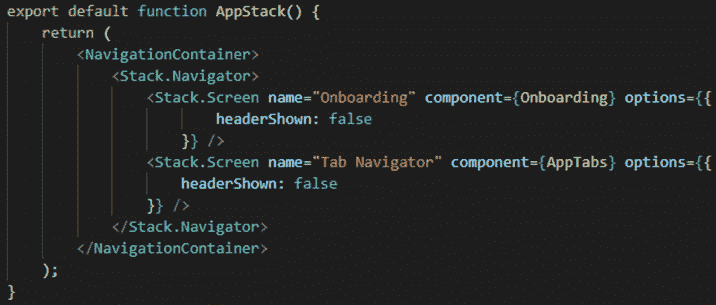 export default function AppStack() {
    return (
        <NavigationContainer>
            <Stack.Navigator>
                <Stack.Screen name="Onboarding" component={Onboarding} options={{
                        headerShown: false
                    }} />
                <Stack.Screen name="Tab Navigator" component={AppTabs} options={{
                    headerShown: false
                }} />
            </Stack.Navigator>
        </NavigationContainer>
    );
}